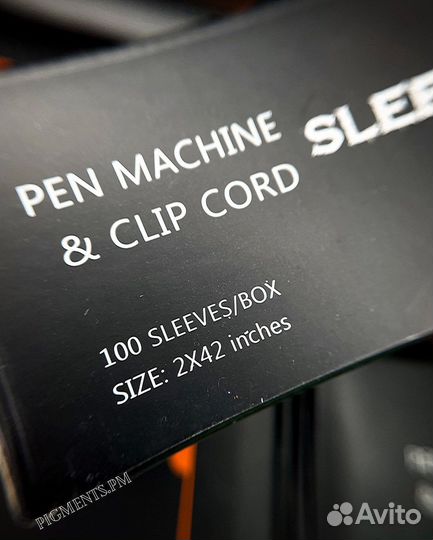 PEN MACHINE
& CLIP CORD
100 SLEEVES/BOX
SIZE: 2X42 inches
PIGMENTS.PM
Avito